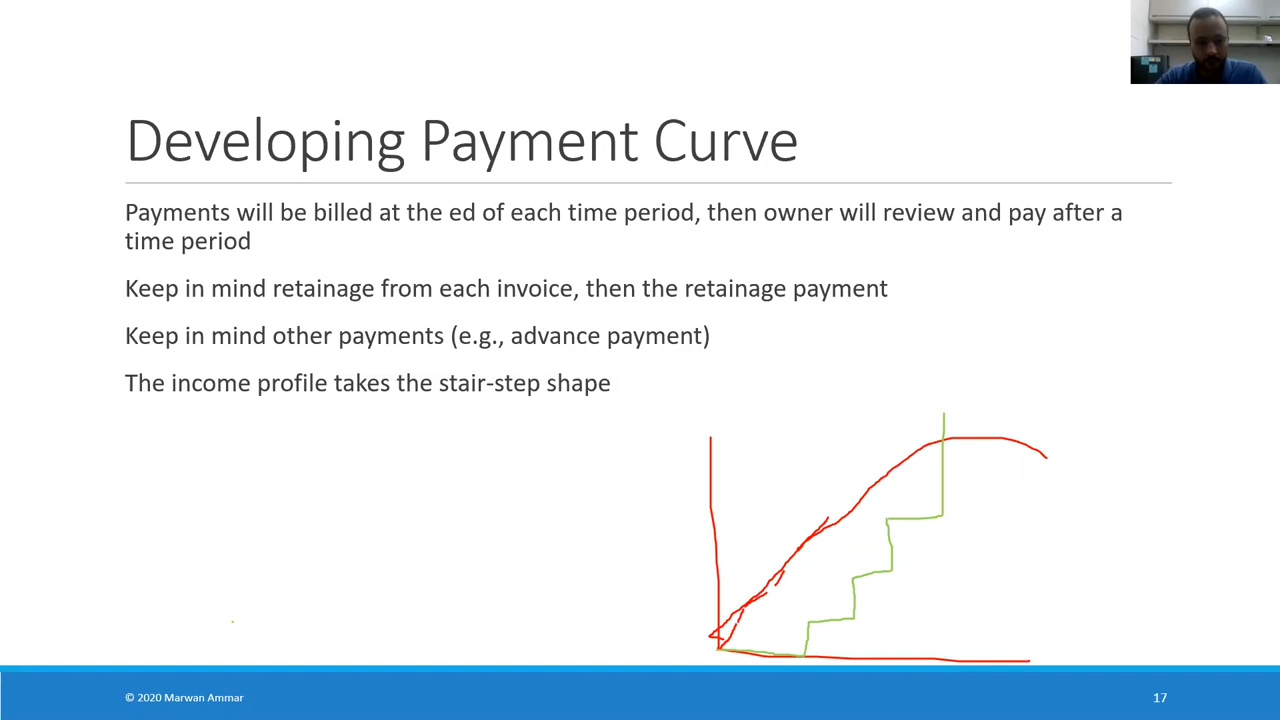 Developing Payment Curve
Payments will be billed at the ed of each time period, then owner will review and pay after a
time period
Keep in mind retainage from each invoice, then the retainage payment
Keep in mind other payments (e.g., advance payment)
The income profile takes the stair-step shape
© 2020 Marwan Ammar
17